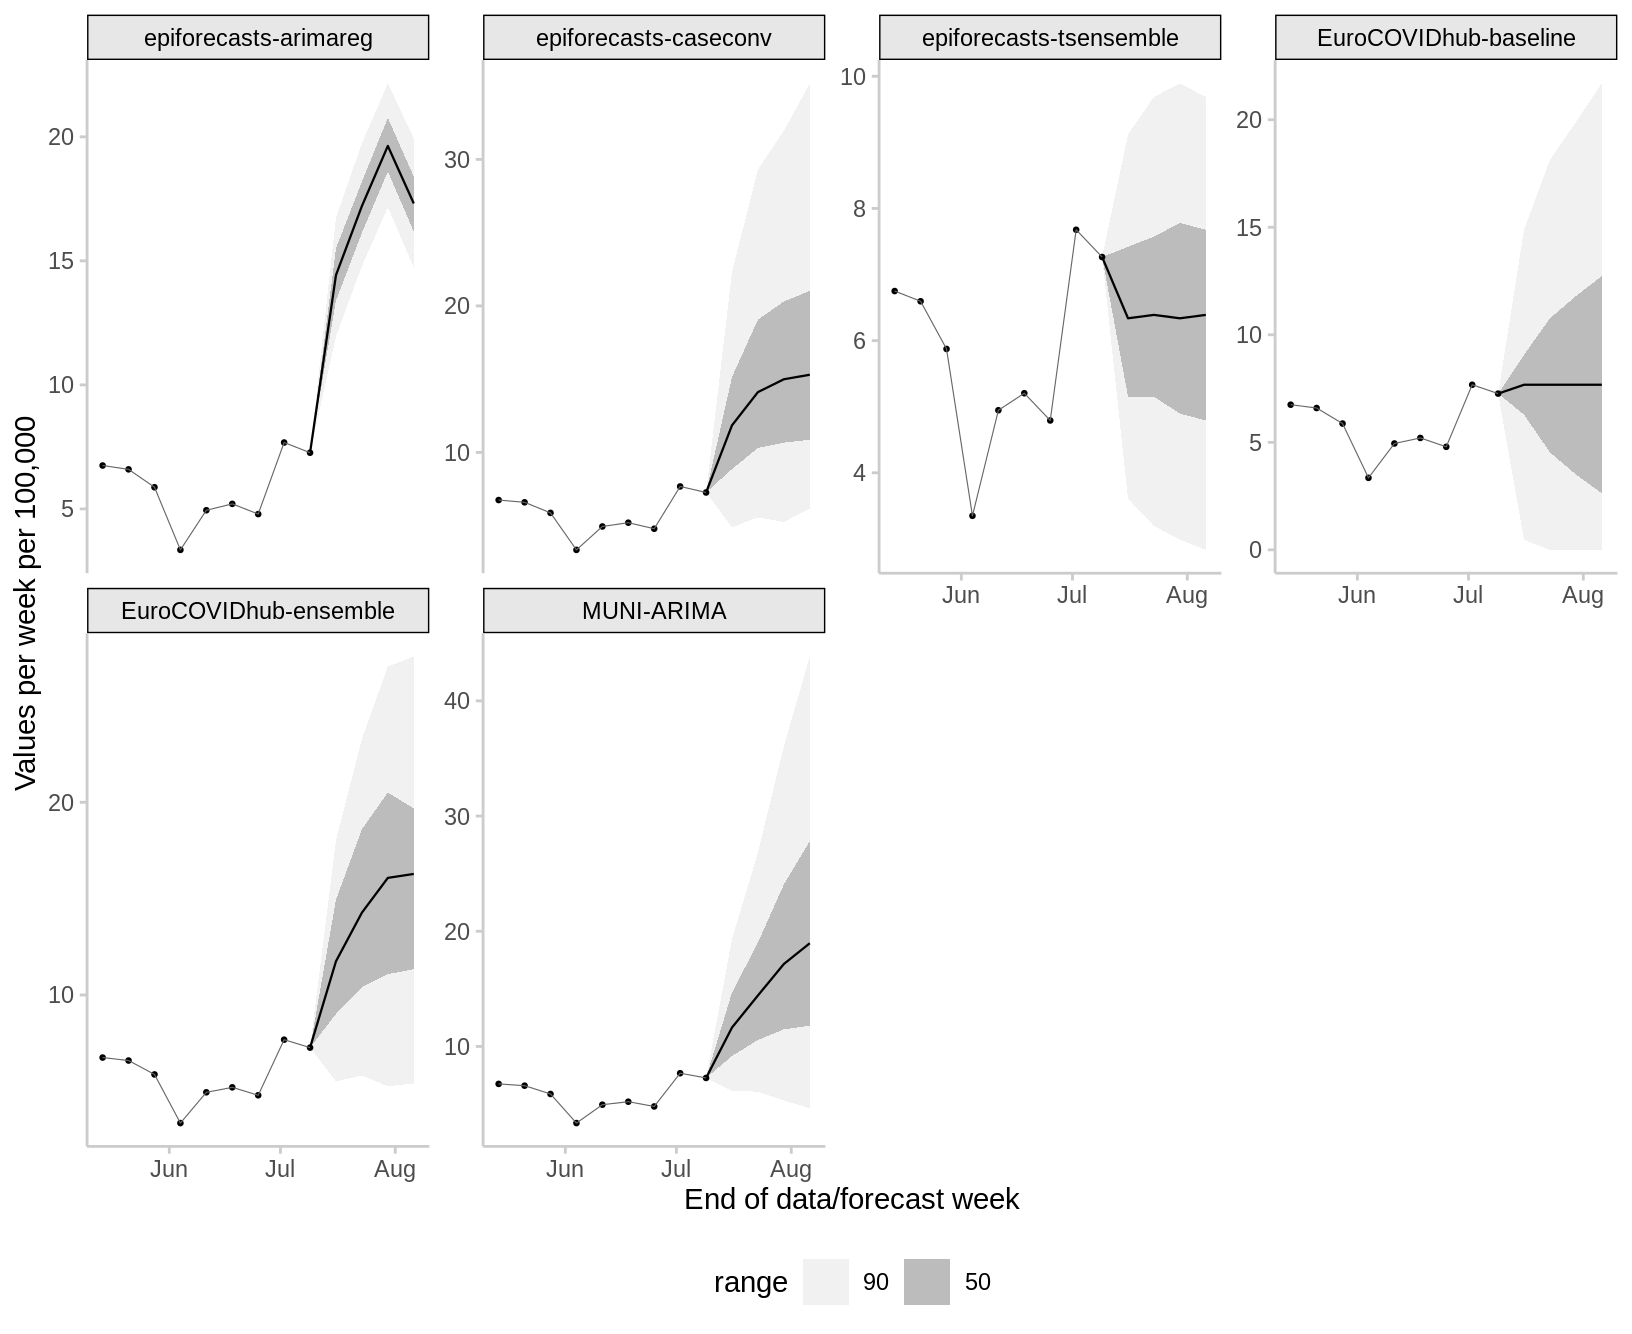 epiforecasts-arimareg
epiforecasts-caseconv
epiforecasts-tsensemble
EuroCOVIDhub-baseline
20
15
10
5
30
20
10
10
8
6
4
20
15
10
5
0
Jun Jul Aug
Jun Jul Aug
Values per week per 100,000
EuroCOVIDhub-ensemble
MUNI-ARIMA
20
10
40
30
20
10
Jun Jul Aug
Jun Jul Aug
End of data/forecast week
range 90 50